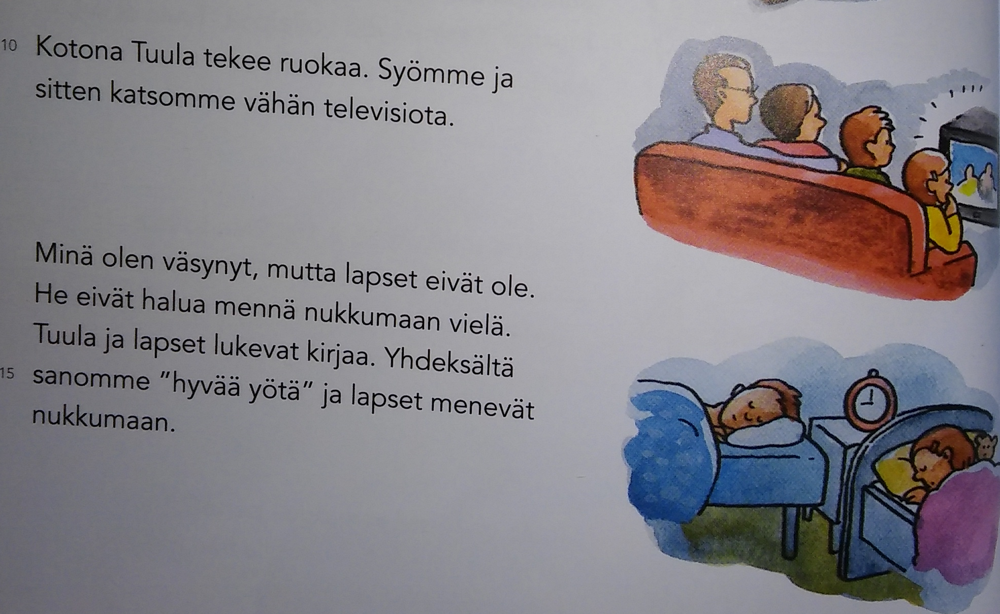 10 Kotona Tuula tekee ruokaa. Syömme ja
sitten katsomme vähän televisiota.
Minä olen väsynyt, mutta lapset eivät ole.
He eivät halua mennä nukkumaan vielä.
Tuula ja lapset lukevat kirjaa. Yhdeksältä
15 sanomme "hyvää yötä" ja lapset menevät
nukkumaan.